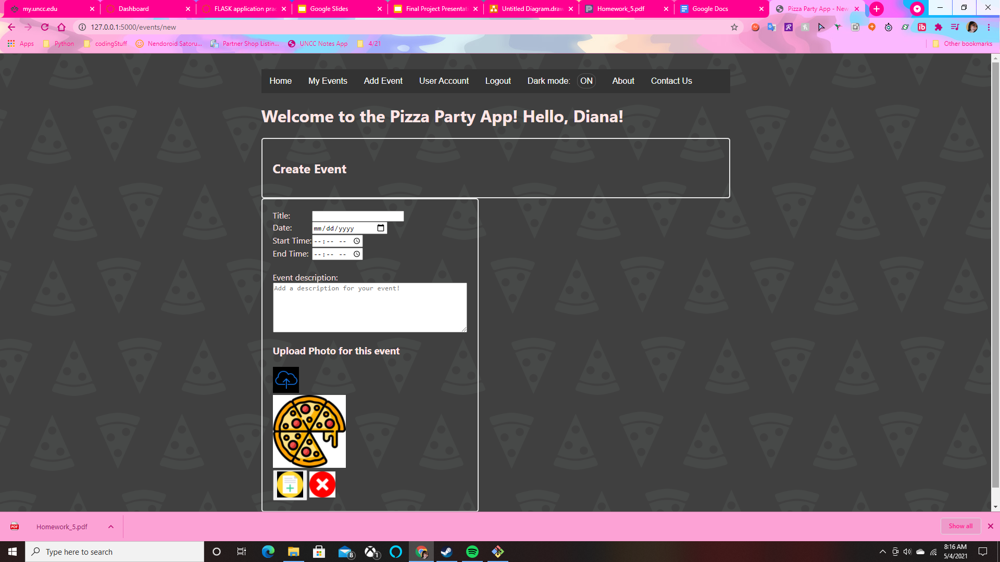 my.uncc.edu
Dashboard
FLASK application prac
Google Slides
Final Project Presentati
Untitled Diagram.draw
Homework_5.pdf
Google Docs
Pizza Party App - New
127.0.0.1:5000/events/new
Apps
Python
codingStuff
Nendoroid Satoru...
Partner Shop Listin...
UNCC Notes App
4/21
Other bookmarks
Home
My Events
Add Event
User Account
Logout
Dark mode:
ON
About
Contact Us
Welcome to the Pizza Party App! Hello, Diana!
Create Event
Title:
Date:
mm/dd/yyyy
Start Time:
--:-- --
End Time:
--:-- --
Event description:
Add a description for your event!
Upload Photo for this event
PDF
Homework_5.pdf
Show all
Type here to search
8
1
8:16 AM
5/4/2021